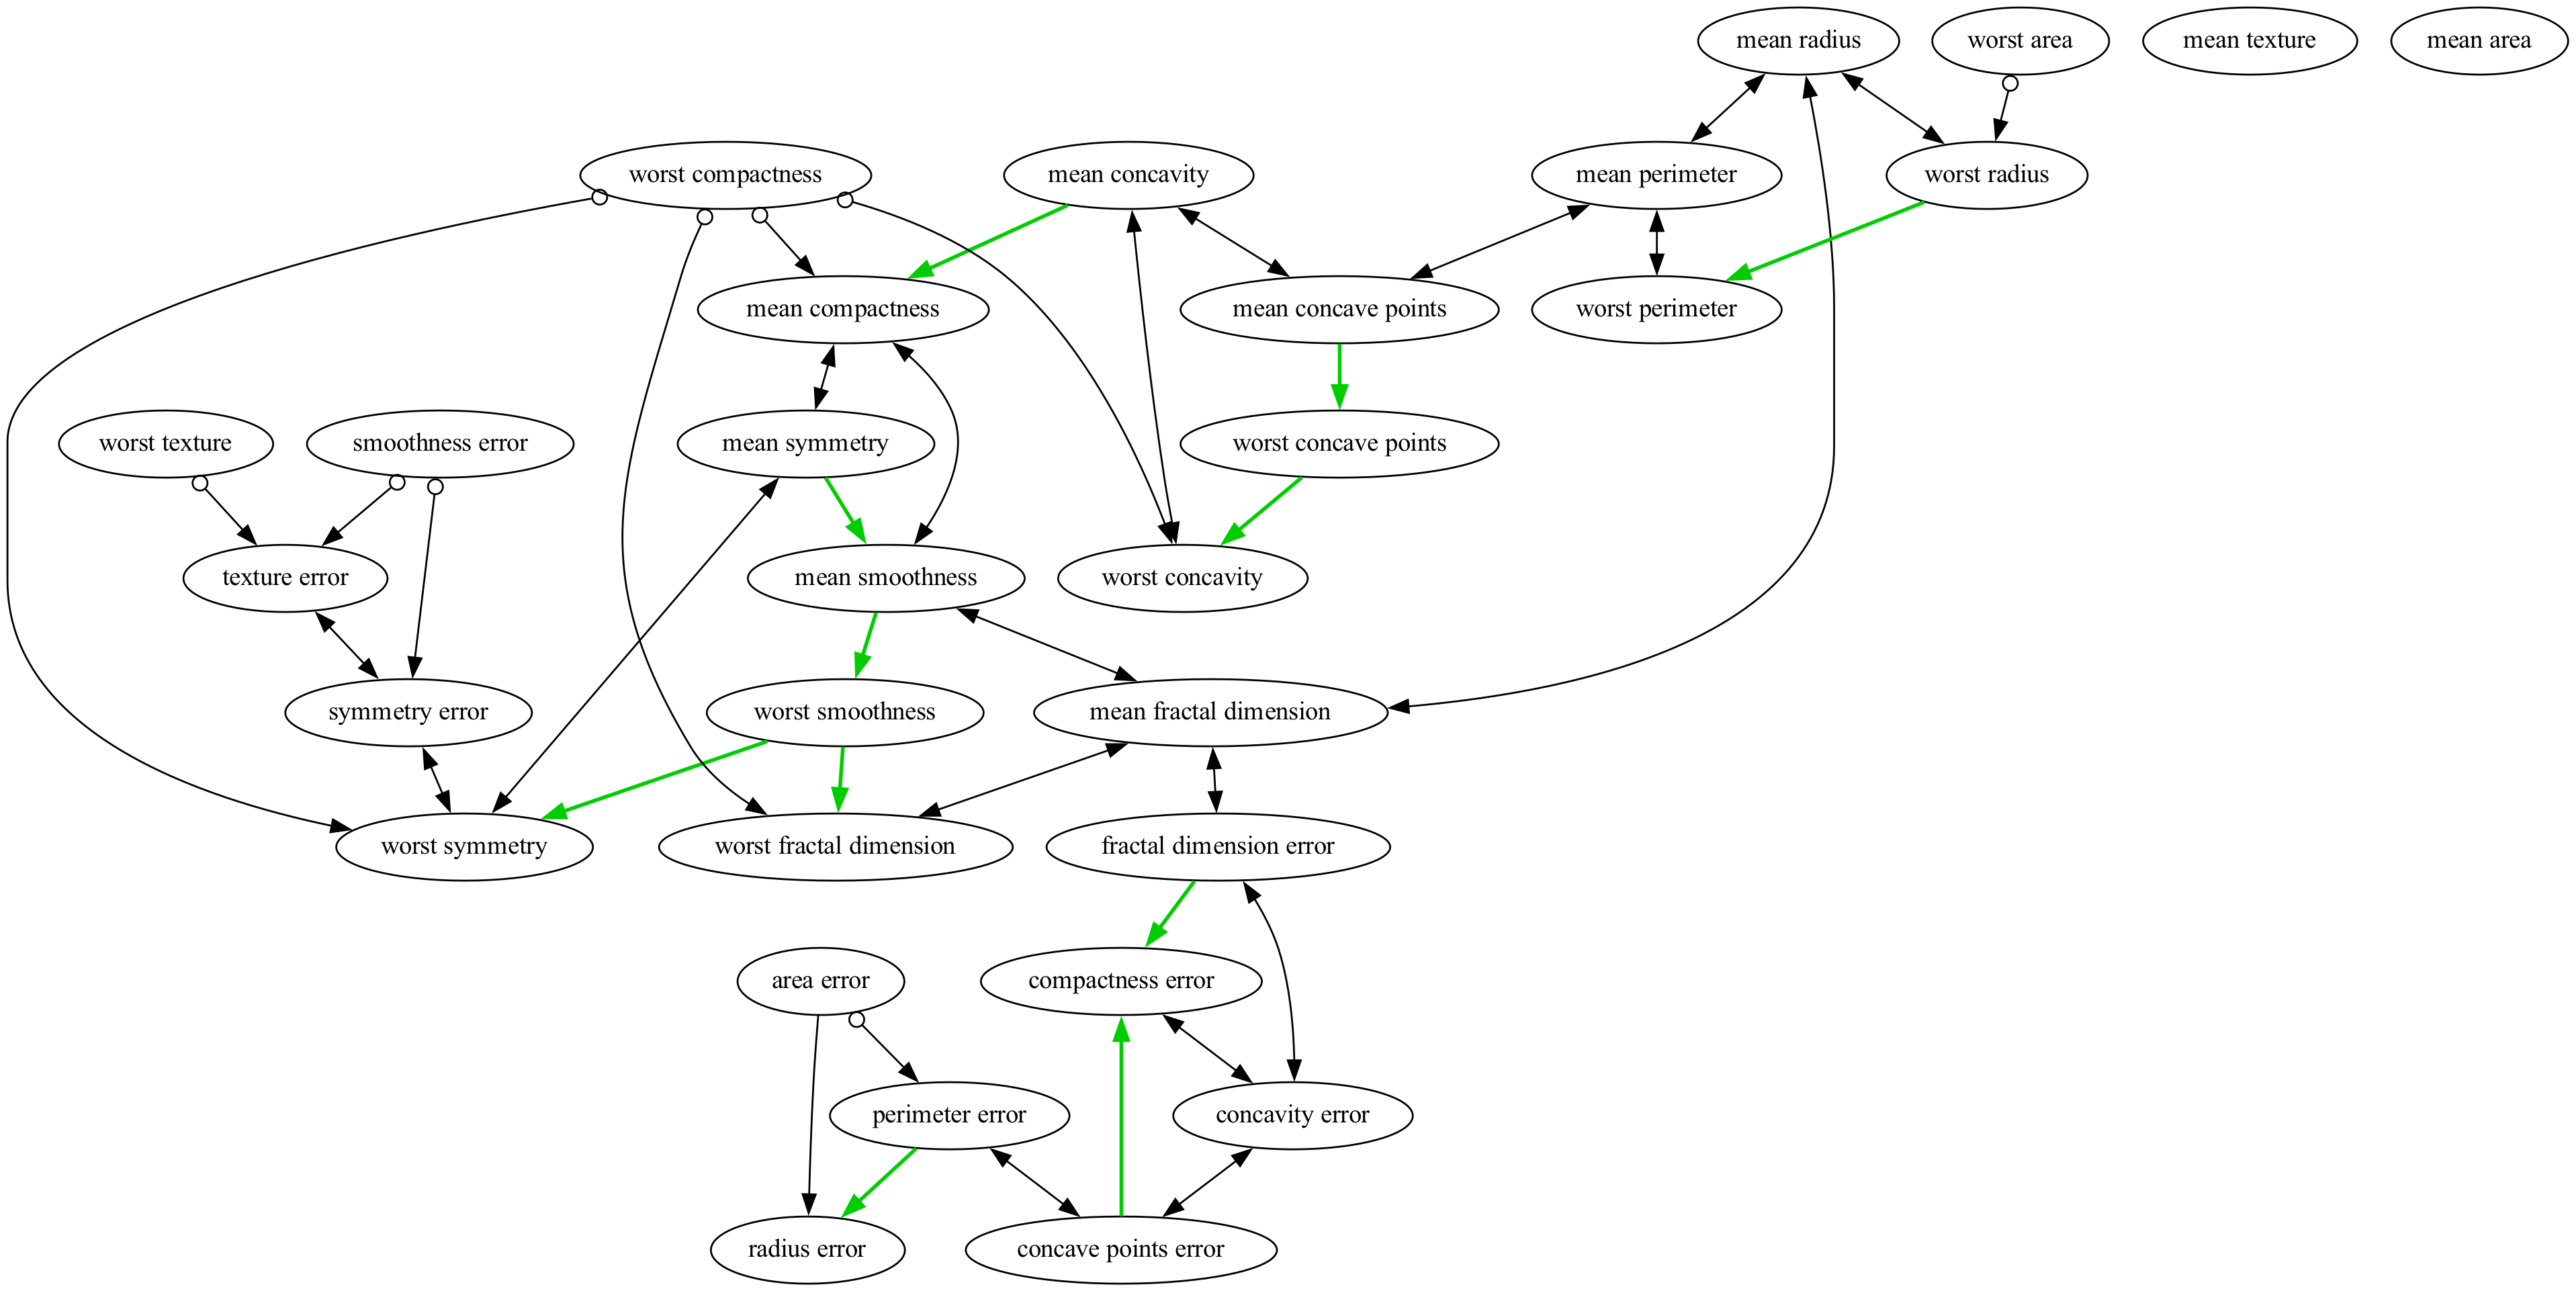 mean radius
worst area
mean texture
mean area
worst compactness
mean concavity
mean perimeter
worst radius
mean compactness
mean concave points
worst perimeter
worst texture
smoothness error
mean symmetry
worst concave points
texture error
mean smoothness
worst concavity
symmetry error
worst smoothness
mean fractal dimension
worst symmetry
worst fractal dimension
fractal dimension error
area error
compactness error
perimeter error
concavity error
radius error
concave points error